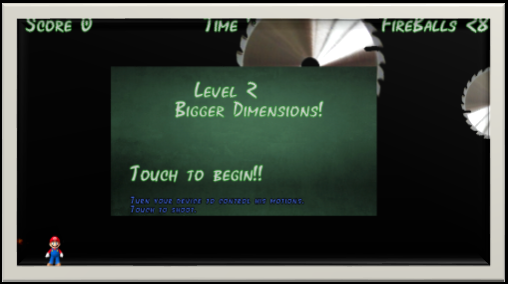 Score 0 Time FireBalls 28
Level 2
Bigger Dimensions!
Touch to begin!!
Turn your device to control his motions.
Touch to shoot.